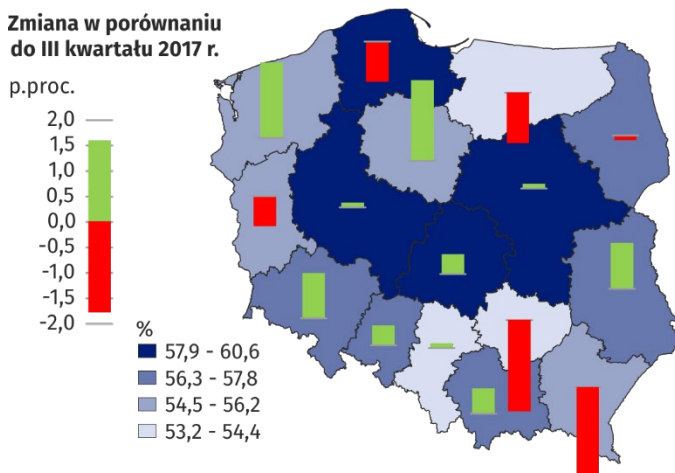 Zmiana w porównaniu
do III kwartału 2017 r.
p.proc.
2,0
1,5
1,0
0,5
0,0
-0,5
-1,0
-1,5
-2,0
%
57,9 - 60,6
56,3 - 57,8
54,5 - 56,2
53,2 - 54,4